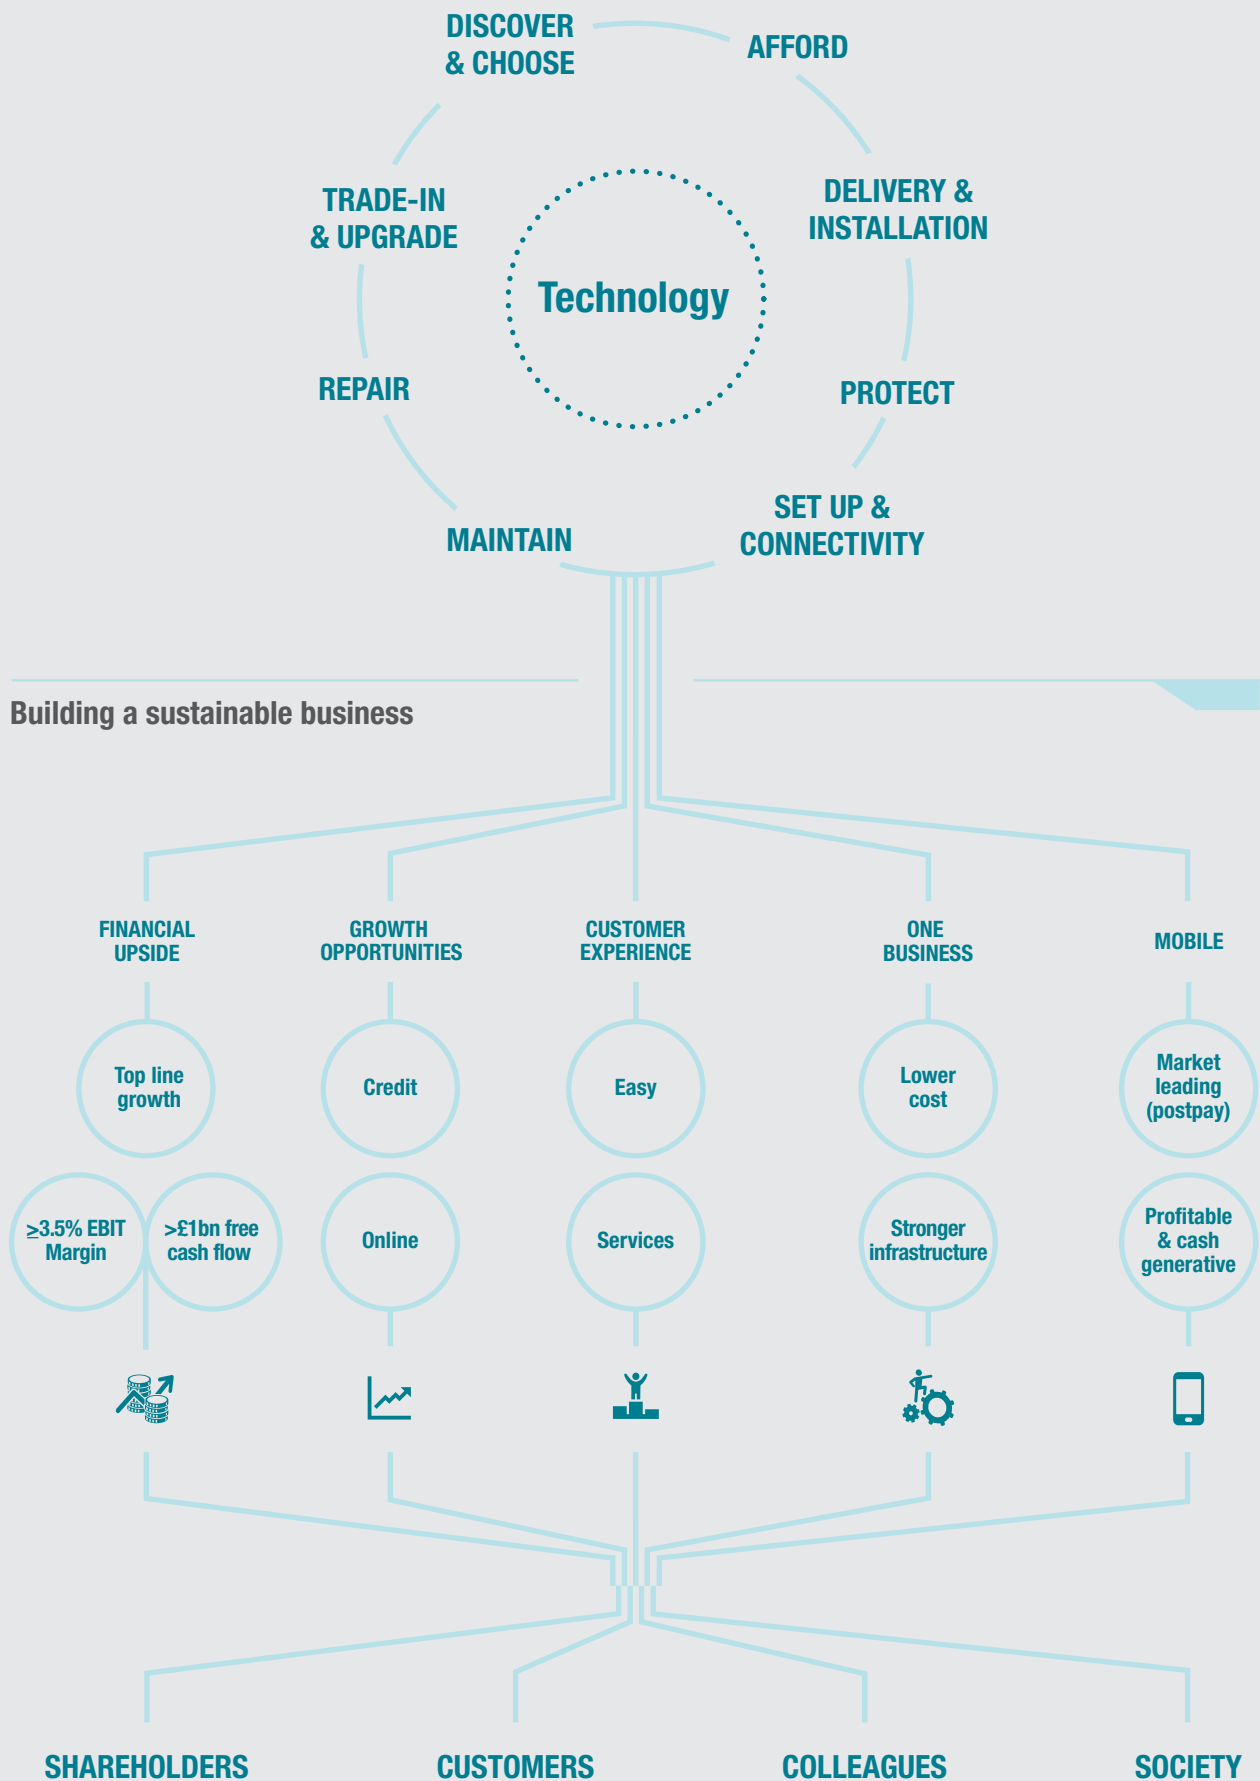 DISCOVER
& CHOOSE
AFFORD
DELIVERY &
INSTALLATION
PROTECT
SET UP &
CONNECTIVITY
MAINTAIN
REPAIR
TRADE-IN
& UPGRADE
Technology
Building a sustainable business
FINANCIAL
UPSIDE
GROWTH
OPPORTUNITIES
CUSTOMER
EXPERIENCE
ONE
BUSINESS
MOBILE
Top line
growth
Credit
Easy
Lower
cost
Market
leading
(postpay)
≥3.5% EBIT
Margin
>£1bn free
cash flow
Online
Services
Stronger
infrastructure
Profitable
& cash
generative
SHAREHOLDERS
CUSTOMERS
COLLEAGUES
SOCIETY